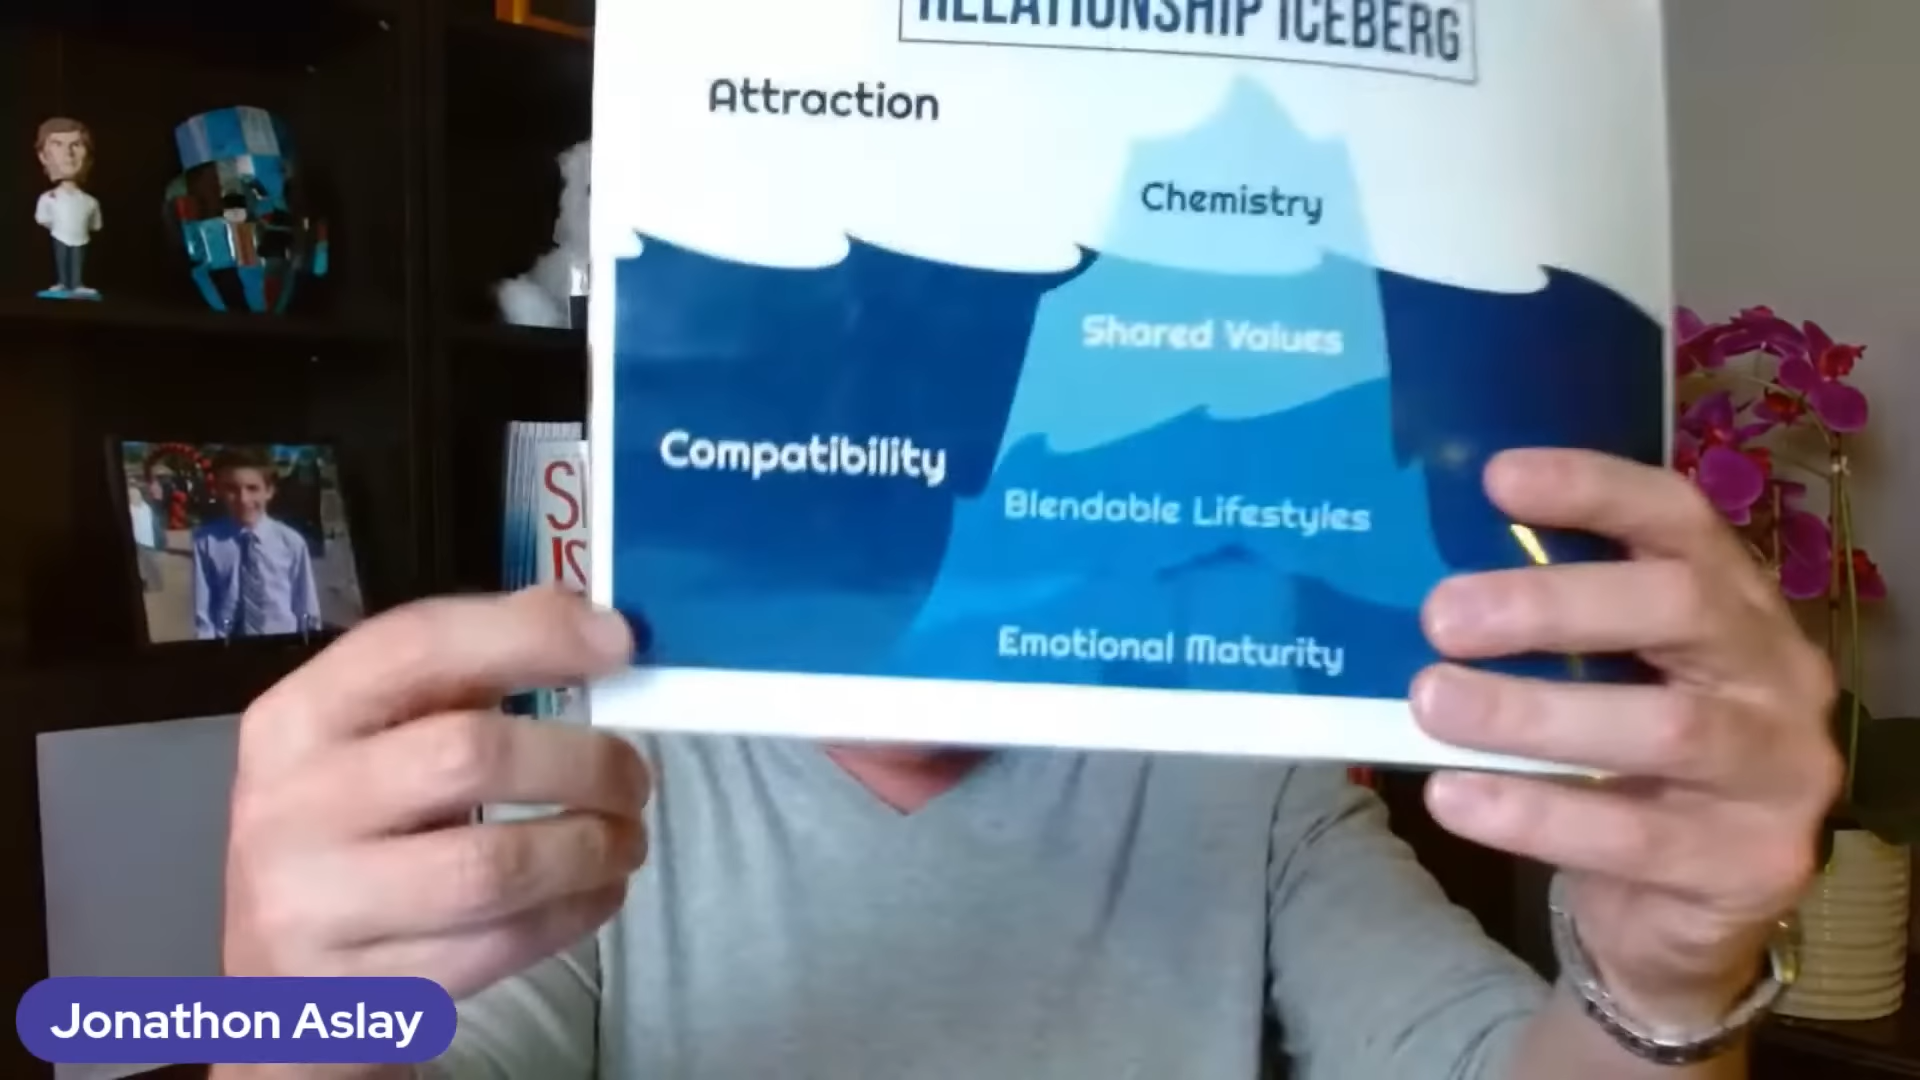 RELATIONSHIP ICEBERG
Attraction
Chemistry
Shared Values
Compatibility
Blendable Lifestyles
Emotional Maturity
Jonathon Aslay